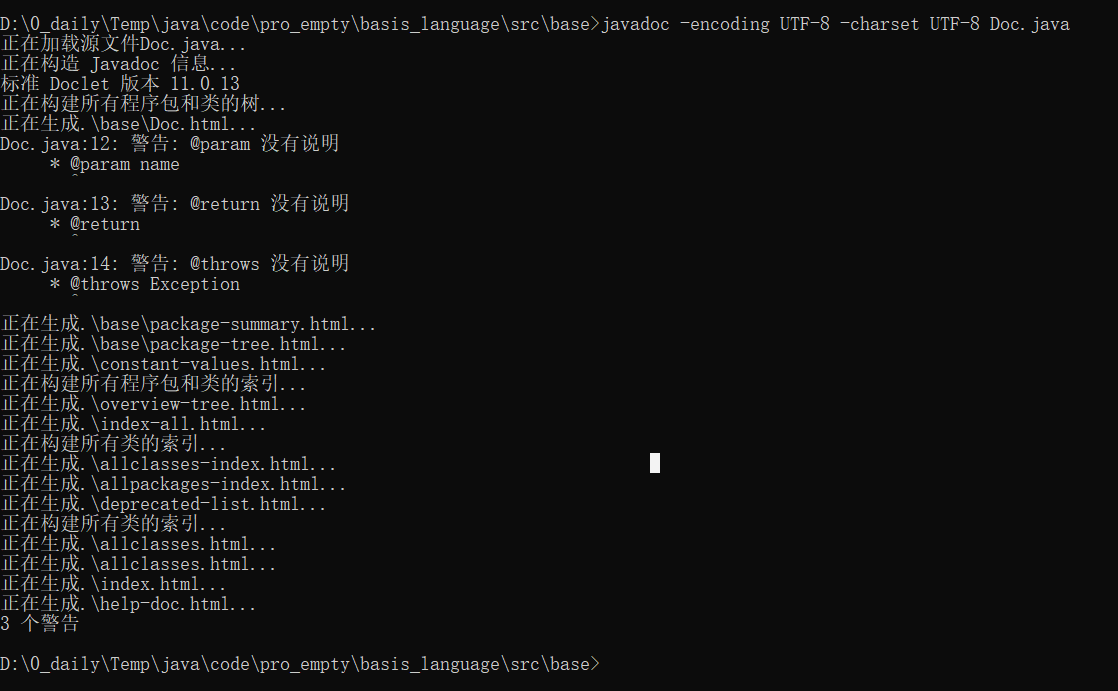 D:\0_daily\Temp\java\code\pro_empty\basis_language\src\base>javadoc -encoding UTF-8 -charset UTF-8 Doc.java
正在加载源文件Doc.java...
正在构造 Javadoc 信息...
标准 Doclet 版本 11.0.13
正在构建所有程序包和类的树...
正在生成.\base\Doc.html...
Doc.java:12: 警告: @param 没有说明
     * @param name
       ^
Doc.java:13: 警告: @return 没有说明
     * @return
       ^
Doc.java:14: 警告: @throws 没有说明
     * @throws Exception
       ^
正在生成.\base\package-summary.html...
正在生成.\base\package-tree.html...
正在生成.\constant-values.html...
正在构建所有程序包和类的索引...
正在生成.\overview-tree.html...
正在生成.\index-all.html...
正在构建所有类的索引...
正在生成.\allclasses-index.html...
正在生成.\allpackages-index.html...
正在生成.\deprecated-list.html...
正在构建所有类的索引...
正在生成.\allclasses.html...
正在生成.\allclasses.html...
正在生成.\index.html...
正在生成.\help-doc.html...
3 个警告
D:\0_daily\Temp\java\code\pro_empty\basis_language\src\base>